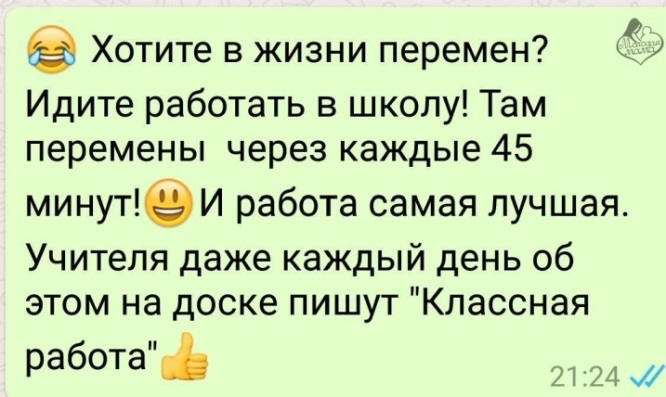 😂 Хотите в жизни перемен?
Идите работать в школу! Там
перемены через каждые 45
минут!😃 И работа самая лучшая.
Учителя даже каждый день об
этом на доске пишут "Классная
работа"👍
21:24